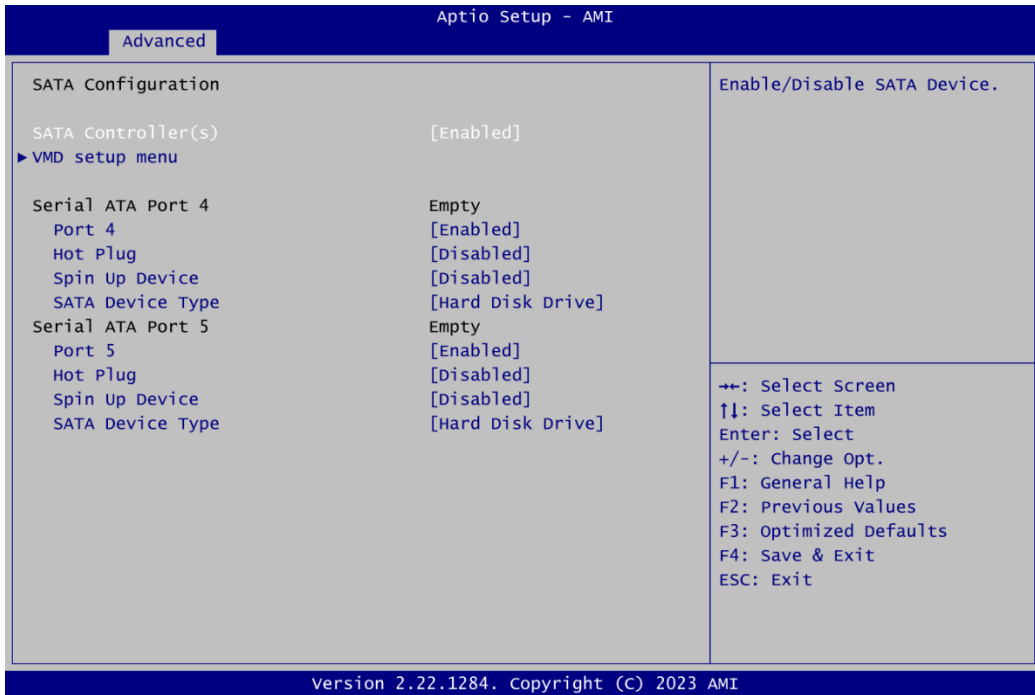 Aptio Setup - AMI
Advanced
SATA Configuration
SATA Controller(s) [Enabled]
▶ VMD setup menu
Serial ATA Port 4 Empty
Port 4 [Enabled]
Hot Plug [Disabled]
Spin Up Device [Disabled]
SATA Device Type [Hard Disk Drive]
Serial ATA Port 5 Empty
Port 5 [Enabled]
Hot Plug [Disabled]
Spin Up Device [Disabled]
SATA Device Type [Hard Disk Drive]
Enable/Disable SATA Device.
→←: Select Screen
↑↓: Select Item
Enter: Select
+/-: Change Opt.
F1: General Help
F2: Previous Values
F3: Optimized Defaults
F4: Save & Exit
ESC: Exit
Version 2.22.1284. Copyright (C) 2023 AMI